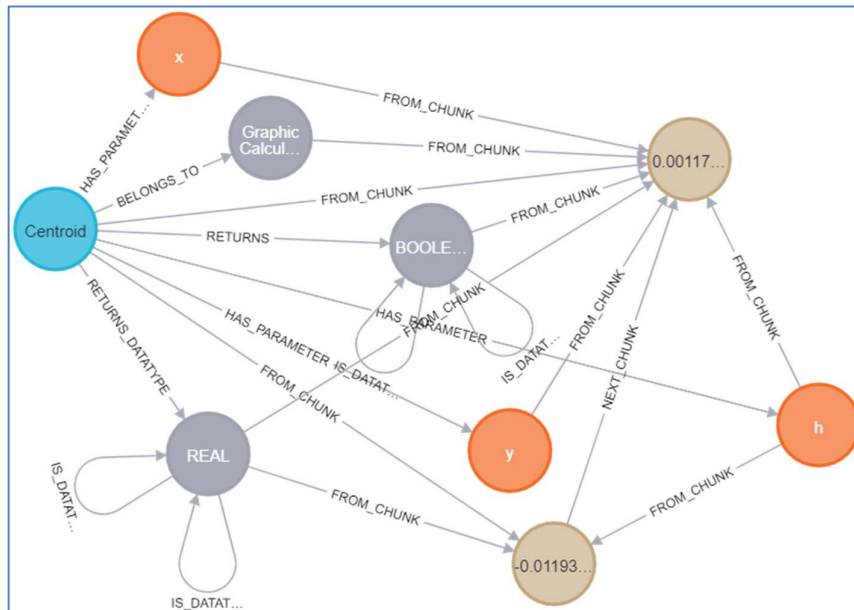 x
FROM_CHUNK
HAS_PARAMET...
Graphic
Calcul...
FROM_CHUNK
0.00117...
BELONGS_TO
FROM_CHUNK
Centroid
RETURNS
FROM_CHUNK
BOOLE...
FROM_CHUNK
FROM_CHUNK
FROM_CHUNK
RETURNS_DATATYPE
HAS_PARAMETER
HAS_PARAMETER
IS_DATAT...
IS_DATAT...
NEXT_CHUNK
FROM_CHUNK
h
REAL
y
IS_DATAT...
FROM_CHUNK
FROM_CHUNK
-0.01193...
IS_DATAT...